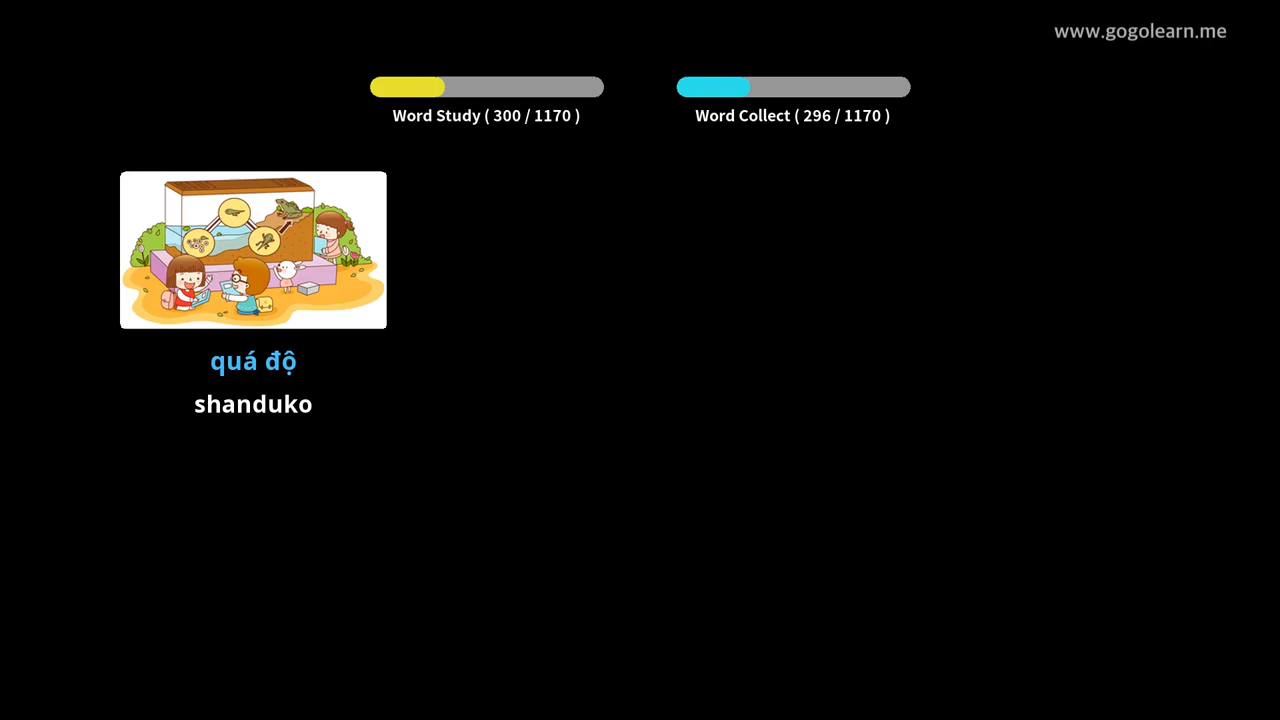 www.gogolearn.me
Word Study ( 300 / 1170 )
Word Collect ( 296 / 1170 )
quá độ
shanduko